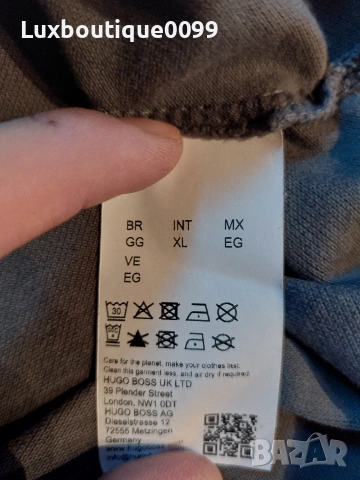 Luxboutique0099
BR INT MX
GG XL EG
VE
EG
30
Care for the planet, make your clothes last.
Clean this garment less, and air dry if required.
HUGO BOSS UK LTD
39 Plender Street
London, NW1 0DT
HUGO BOSS AG
Dieselstrasse 12
72555 Metzingen
Germany
BAZAR